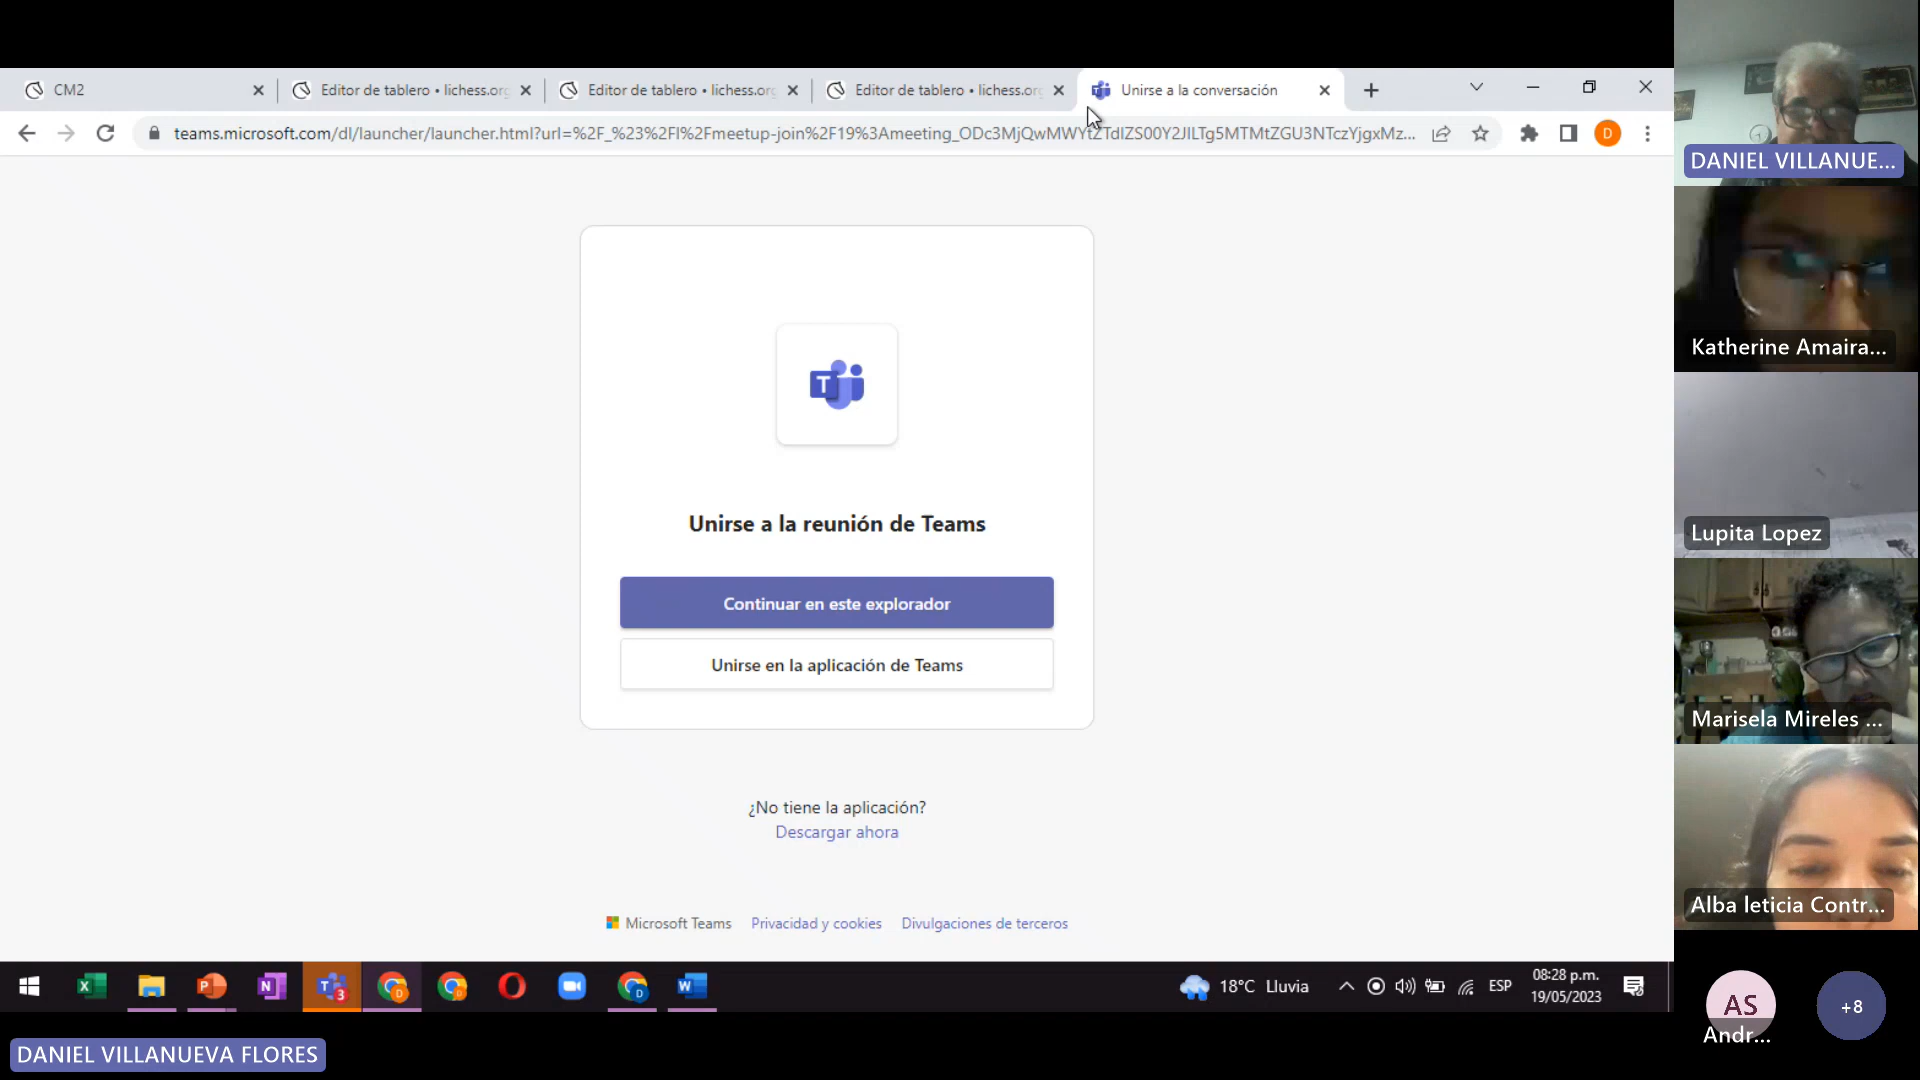 CM2
Editor de tablero • lichess.org
Editor de tablero • lichess.org
Editor de tablero • lichess.org
Unirse a la conversación
teams.microsoft.com/dl/launcher/launcher.html?url=%2F_%23%2Fl%2Fmeetup-join%2F19%3Ameeting_
D
T
Unirse a la reunión de Teams
Continuar en este explorador
Unirse en la aplicación de Teams
¿No tiene la aplicación?
Descargar ahora
Microsoft Teams
Privacidad y cookies
Divulgaciones de terceros
3
18°C Lluvia
ESP
08:28 p.m.
19/05/2023
DANIEL VILLANUE...
Katherine Amaira...
Lupita Lopez
Marisela Mireles ...
Alba leticia Contr...
AS
Andr...
+8
DANIEL VILLANUEVA FLORES